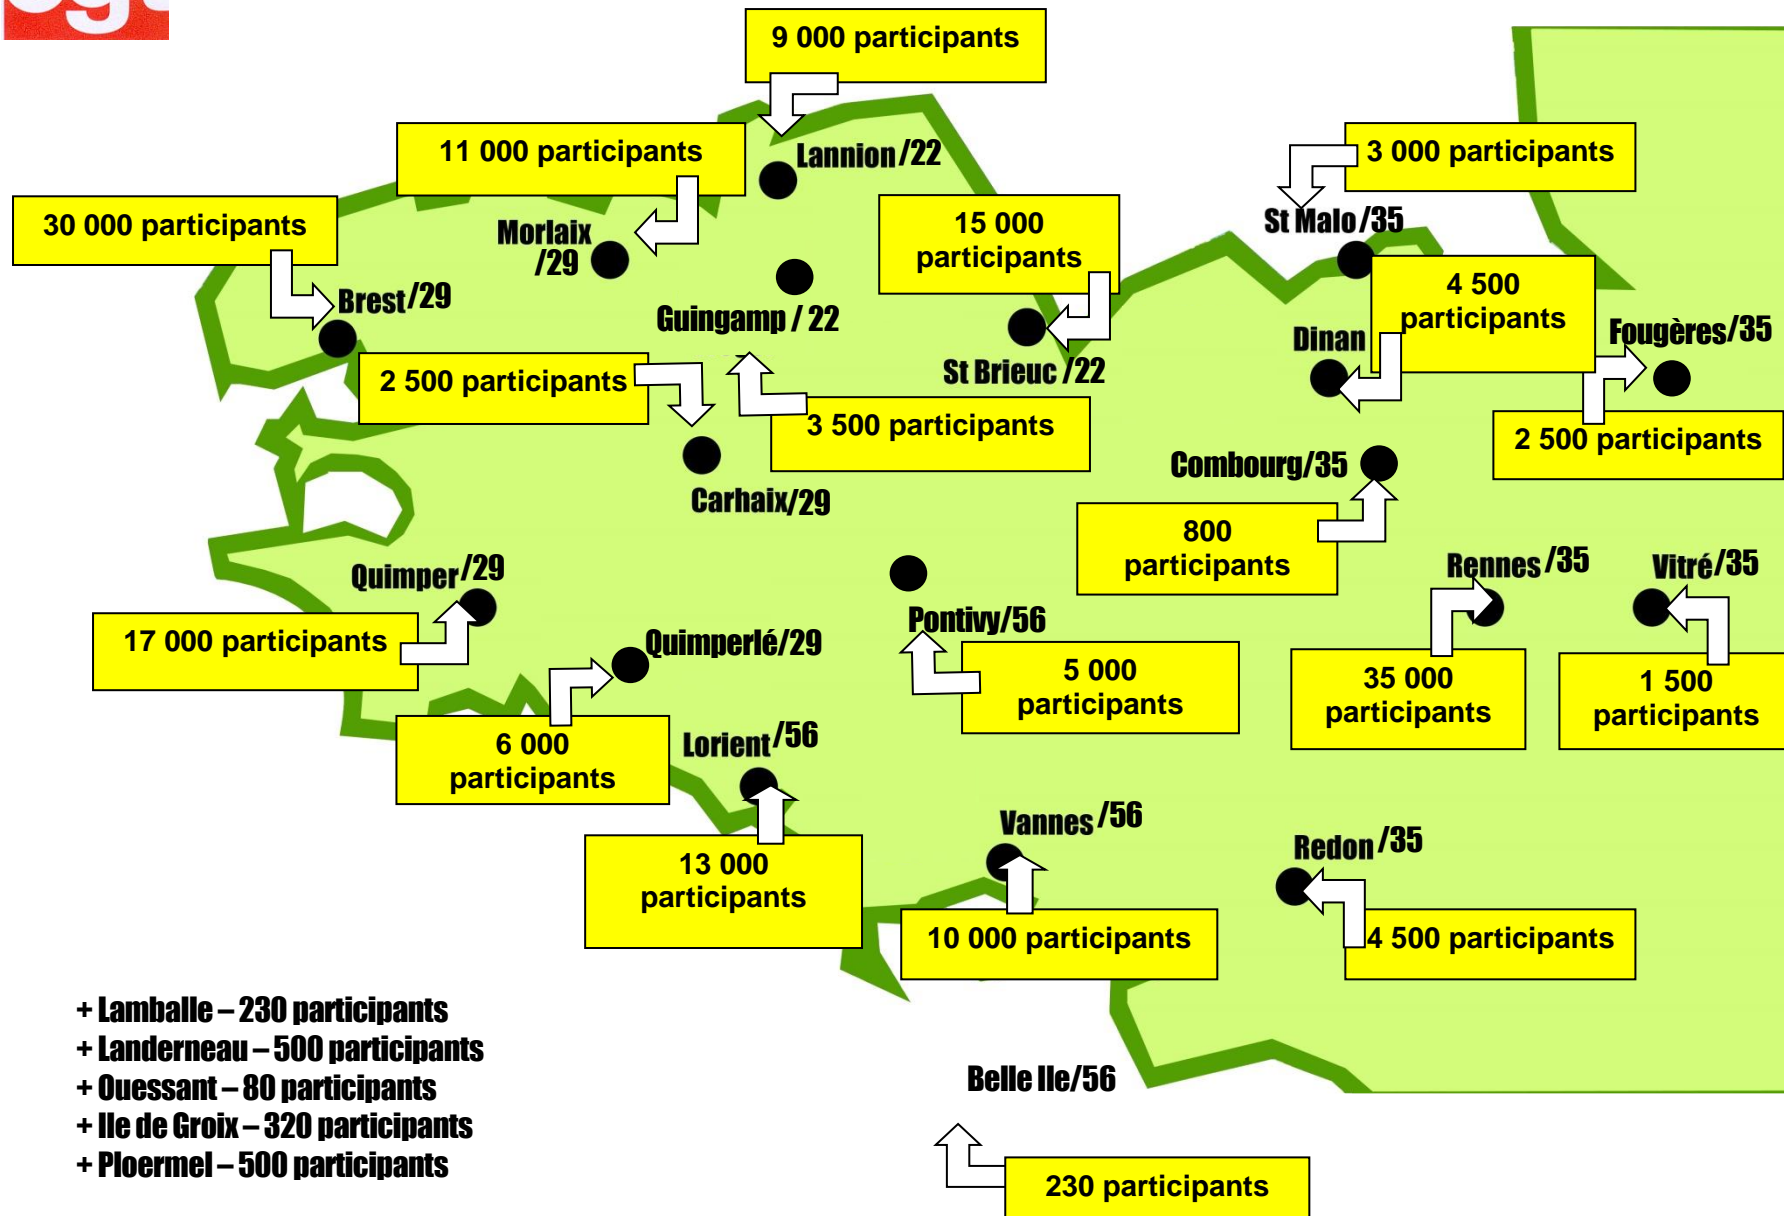 9 000 participants
11 000 participants
Lannion /22
3 000 participants
30 000 participants
Morlaix
/29
15 000
participants
St Malo /35
Brest/29
Guingamp / 22
4 500
participants
Fougères/35
2 500 participants
St Brieuc /22
Dinan
3 500 participants
2 500 participants
Carhaix/29
Combourg/35
800
participants
Quimper/29
Rennes /35
Vitré/35
17 000 participants
Quimperlé/29
Pontivy/56
5 000
participants
35 000
participants
1 500
participants
6 000
participants
Lorient /56
13 000
participants
Vannes /56
Redon /35
10 000 participants
4 500 participants
+ Lamballe – 230 participants
+ Landerneau – 500 participants
+ Ouessant – 80 participants
+ Ile de Groix – 320 participants
+ Ploermel – 500 participants
Belle Ile/56
230 participants